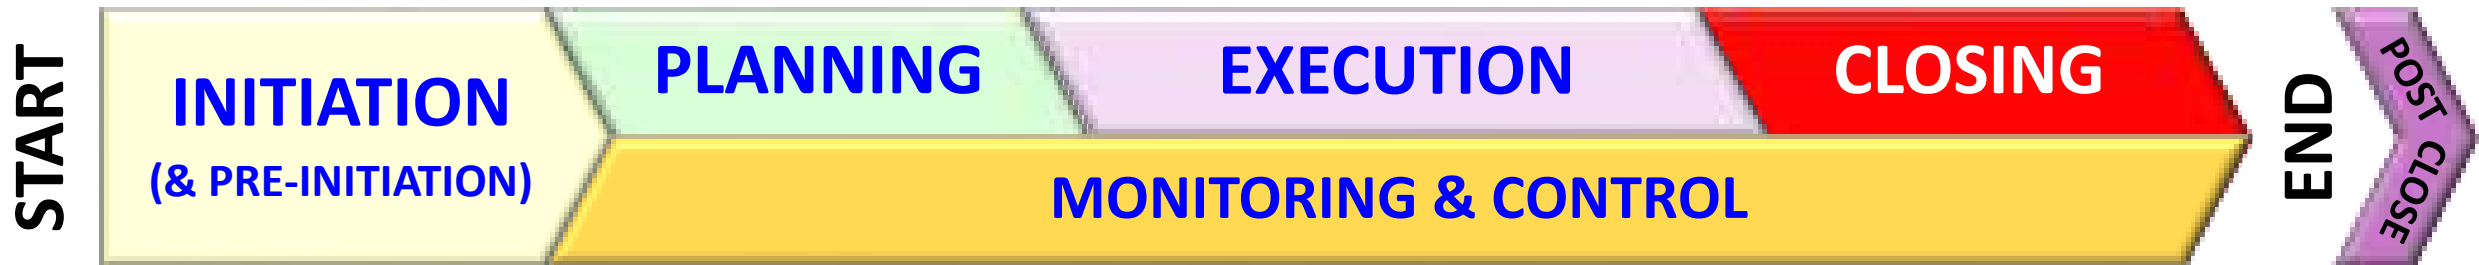 START
INITIATION
(& PRE-INITIATION)
PLANNING
EXECUTION
CLOSING
MONITORING & CONTROL
END
POST CLOSE